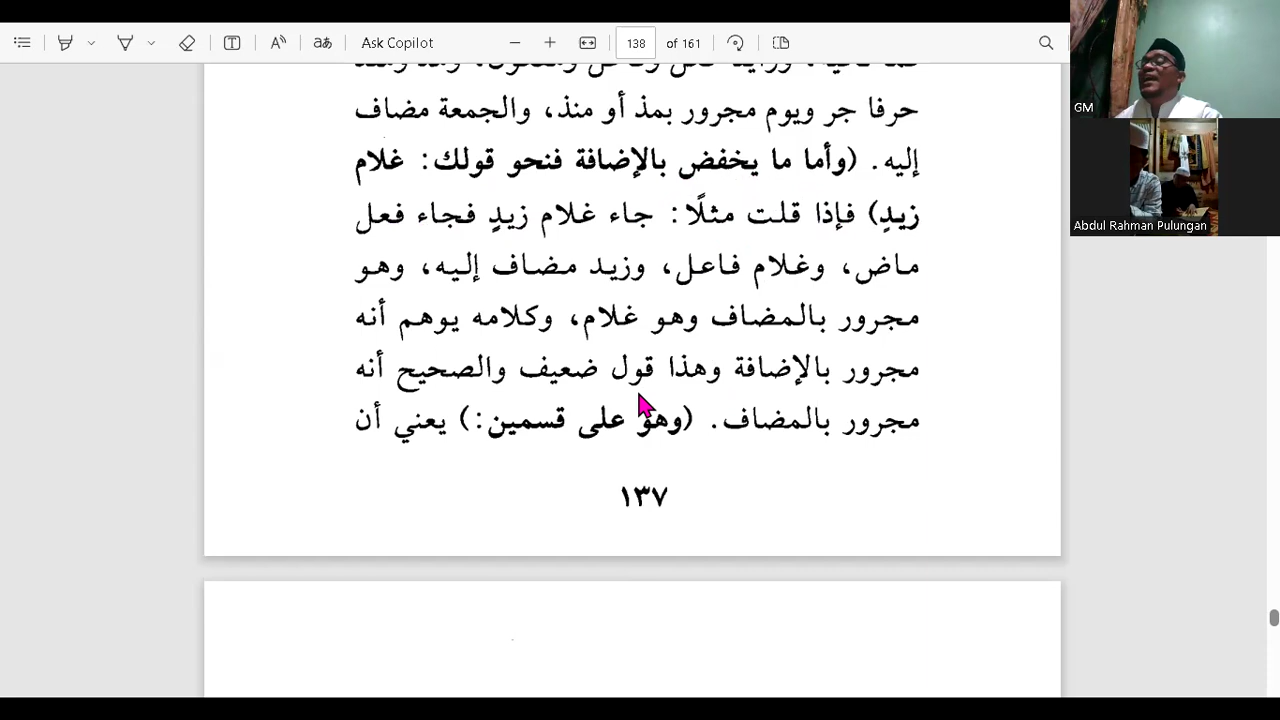 Ask Copilot
138 of 161
حرفا جر ويوم مجرور بمذ أو منذ، والجمعة مضاف
إليه. (وأما ما يخفض بالإضافة فنحو قولك: غلام
زيدٍ) فإذا قلت مثلًا: جاء غلام زيدٍ فجاء فعل
ماض، وغلام فاعل، وزيد مضاف إليه، وهو
مجرور بالمضاف وهو غلام، وكلامه يوهم أنه
مجرور بالإضافة وهذا قول ضعيف والصحيح أنه
مجرور بالمضاف. (وهو على قسمين:) يعني أن
١٣٧
GM
Abdul Rahman Pulungan